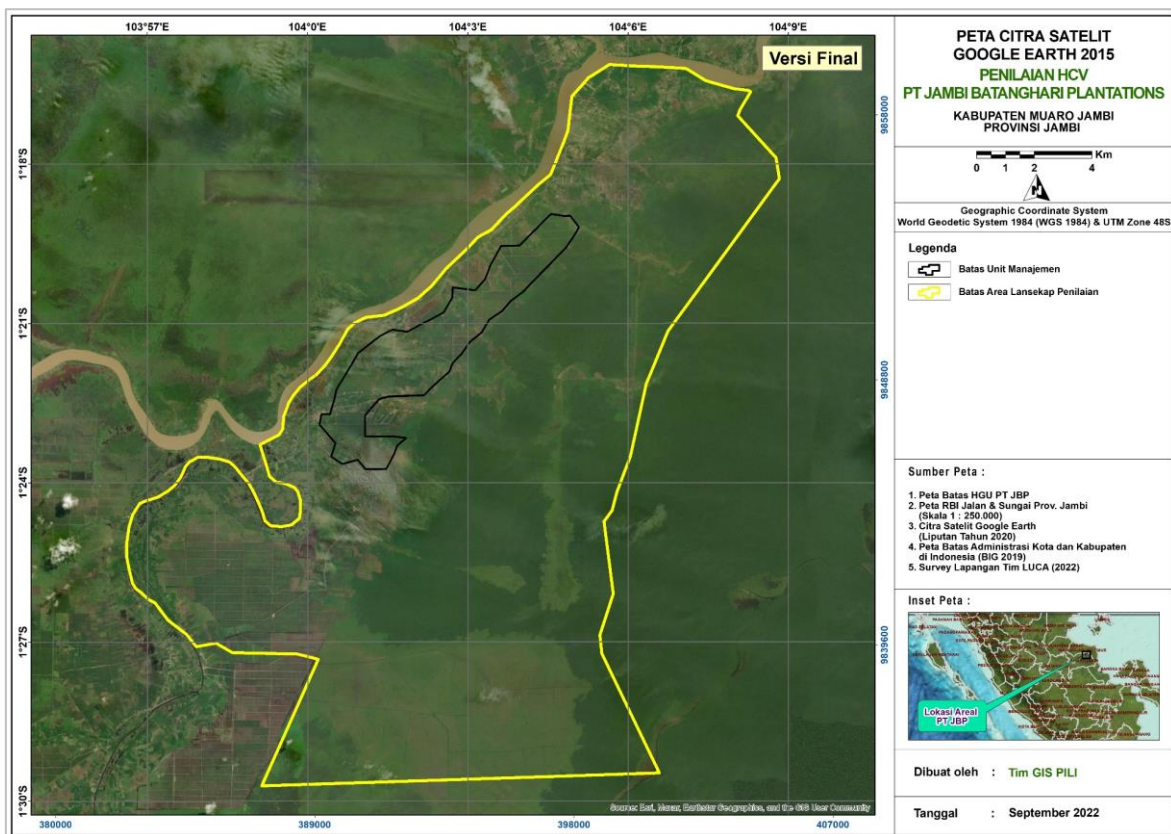 103°57'E
104°0'E
104°3'E
104°6'E
104°9'E
Versi Final
1°18'S
1°21'S
1°24'S
1°27'S
1°30'S
9858000
9848800
9839600
380000
389000
398000
407000
Source: Esri, Maxar, Earthstar Geographics, and the GIS User Community
PETA CITRA SATELIT
GOOGLE EARTH 2015
PENILAIAN HCV
PT JAMBI BATANGHARI PLANTATIONS
KABUPATEN MUARO JAMBI
PROVINSI JAMBI
Km
0 1 2 4
N
Geographic Coordinate System
World Geodetic System 1984 (WGS 1984) & UTM Zone 48S
Legenda
Batas Unit Manajemen
Batas Area Lansekap Penilaian
Sumber Peta :
1. Peta Batas HGU PT JBP
2. Peta RBI Jalan & Sungai Prov. Jambi
(Skala 1 : 250.000)
3. Citra Satelit Google Earth
(Liputan Tahun 2020)
4. Peta Batas Administrasi Kota dan Kabupaten
di Indonesia (BIG 2019)
5. Survey Lapangan Tim LUCA (2022)
Inset Peta :
Lokasi Areal
PT JBP
Dibuat oleh : Tim GIS PILI
Tanggal : September 2022